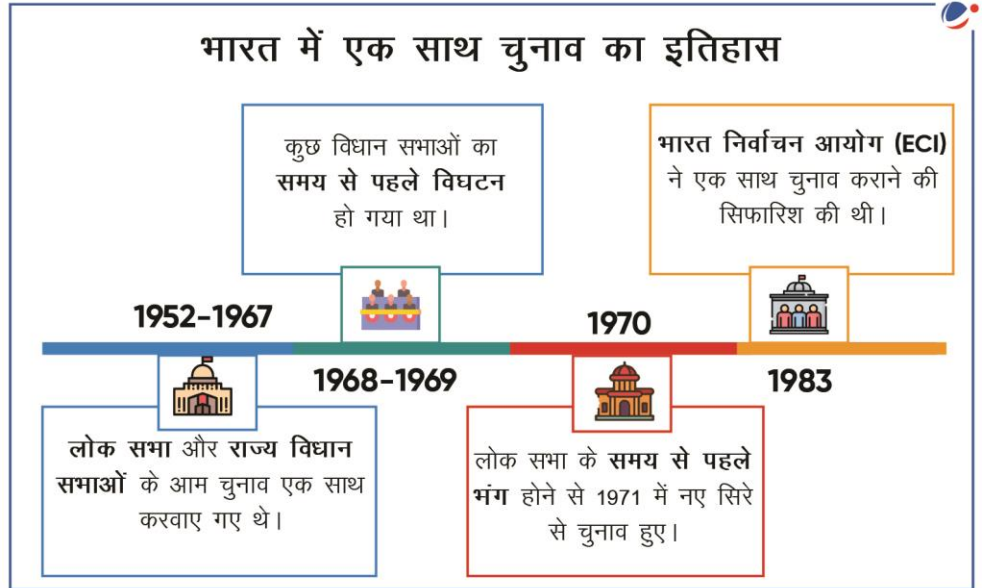 भारत में एक साथ चुनाव का इतिहास
कुछ विधान सभाओं का
समय से पहले विघटन
हो गया था।
भारत निर्वाचन आयोग (ECI)
ने एक साथ चुनाव कराने की
सिफारिश की थी।
1952-1967
1970
1968-1969
1983
लोक सभा और राज्य विधान
सभाओं के आम चुनाव एक साथ
करवाए गए थे।
लोक सभा के समय से पहले
भंग होने से 1971 में नए सिरे
से चुनाव हुए।